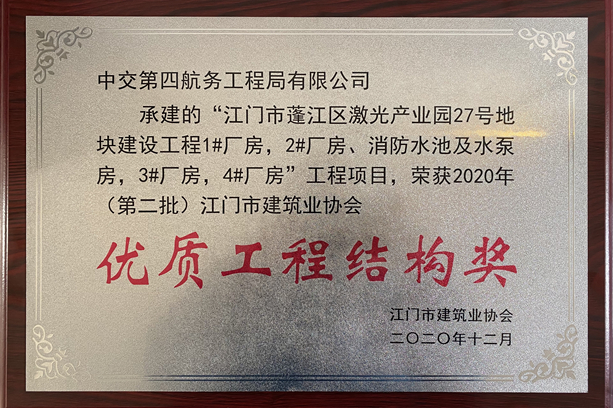 中交第四航务工程局有限公司
承建的“江门市蓬江区激光产业园27号地
块建设工程1#厂房，2#厂房、消防水池及水泵
房，3#厂房，4#厂房”工程项目，荣获2020年
（第二批）江门市建筑业协会
优质工程结构奖
江门市建筑业协会
二〇二〇年十二月